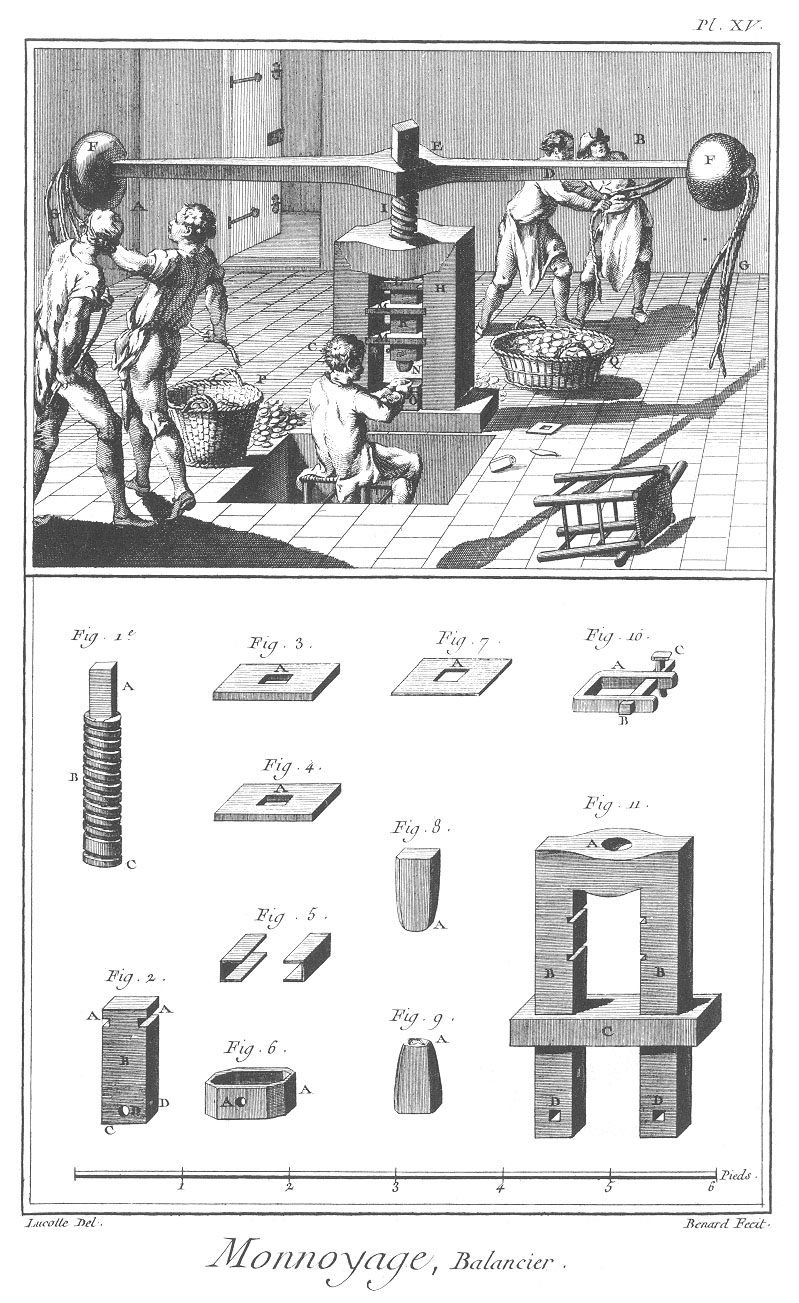 Pl. XV.
F
E
B
F
D
A
G
I
G
H
C
K
N
P
Q
Fig. 1.e
Fig. 3.
Fig. 7.
Fig. 10.
A
A
A
C
A
B
B
C
Fig. 4.
A
Fig. 8.
A
Fig. 11.
A
B
B
C
D
D
Fig. 5.
Fig. 2.
A
A
B
D
D
C
Fig. 6.
A
A
Fig. 9.
A
1 2 3 4 5 6 Pieds.
Lucotte Del.
Benard Fecit.
Monnoyage, Balancier.